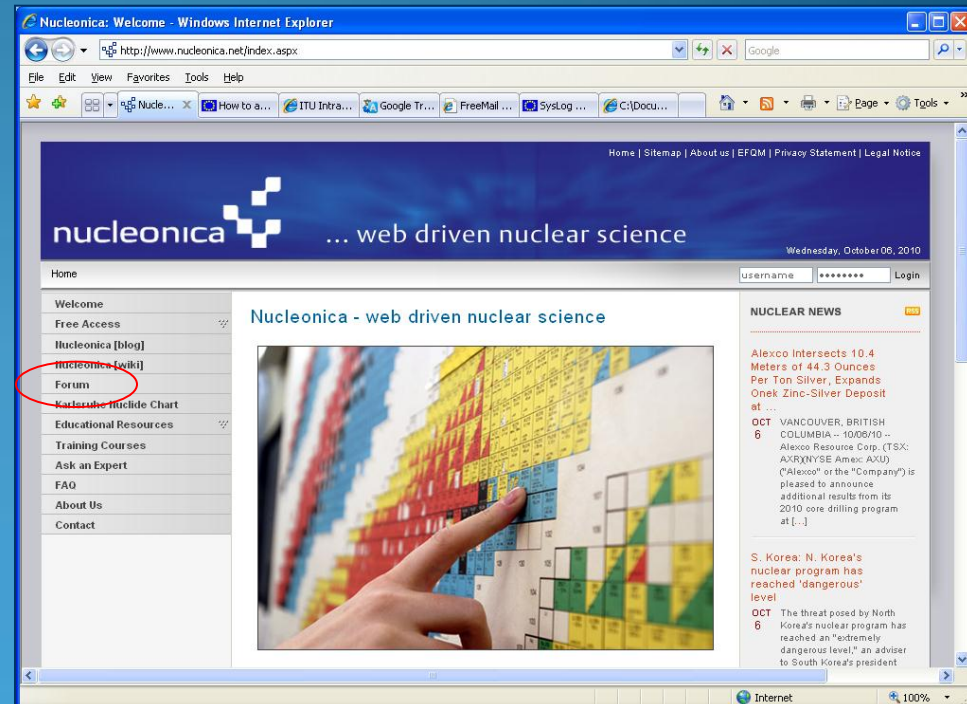 Nucleonica: Welcome - Windows Internet Explorer
http://www.nucleonica.net/index.aspx
Google
File Edit View Favorites Tools Help
Nucle... How to a... ITU Intra... Google Tr... FreeMail ... SysLog ... C:\Docu...
Page Tools
Home | Sitemap | About us | EFQM | Privacy Statement | Legal Notice
nucleonica
... web driven nuclear science
Wednesday, October 06, 2010
Home
username •••••••• Login
Welcome
Free Access
Nucleonica [blog]
Nucleonica [wiki]
Forum
Karlsruhe Nuclide Chart
Educational Resources
Training Courses
Ask an Expert
FAQ
About Us
Contact
Nucleonica - web driven nuclear science
NUCLEAR NEWS
Alexco Intersects 10.4
Meters of 44.3 Ounces
Per Ton Silver, Expands
Onek Zinc-Silver Deposit
at ...
OCT 6
VANCOUVER, BRITISH
COLUMBIA -- 10/06/10 --
Alexco Resource Corp. (TSX:
AXR)(NYSE Amex: AXU)
("Alexco" or the "Company") is
pleased to announce
additional results from its
2010 core drilling program
at [...]
S. Korea: N. Korea's
nuclear program has
reached 'dangerous'
level
OCT 6
The threat posed by North
Korea's nuclear program has
reached an "extremely
dangerous level," an adviser
to South Korea's president
Internet
100%